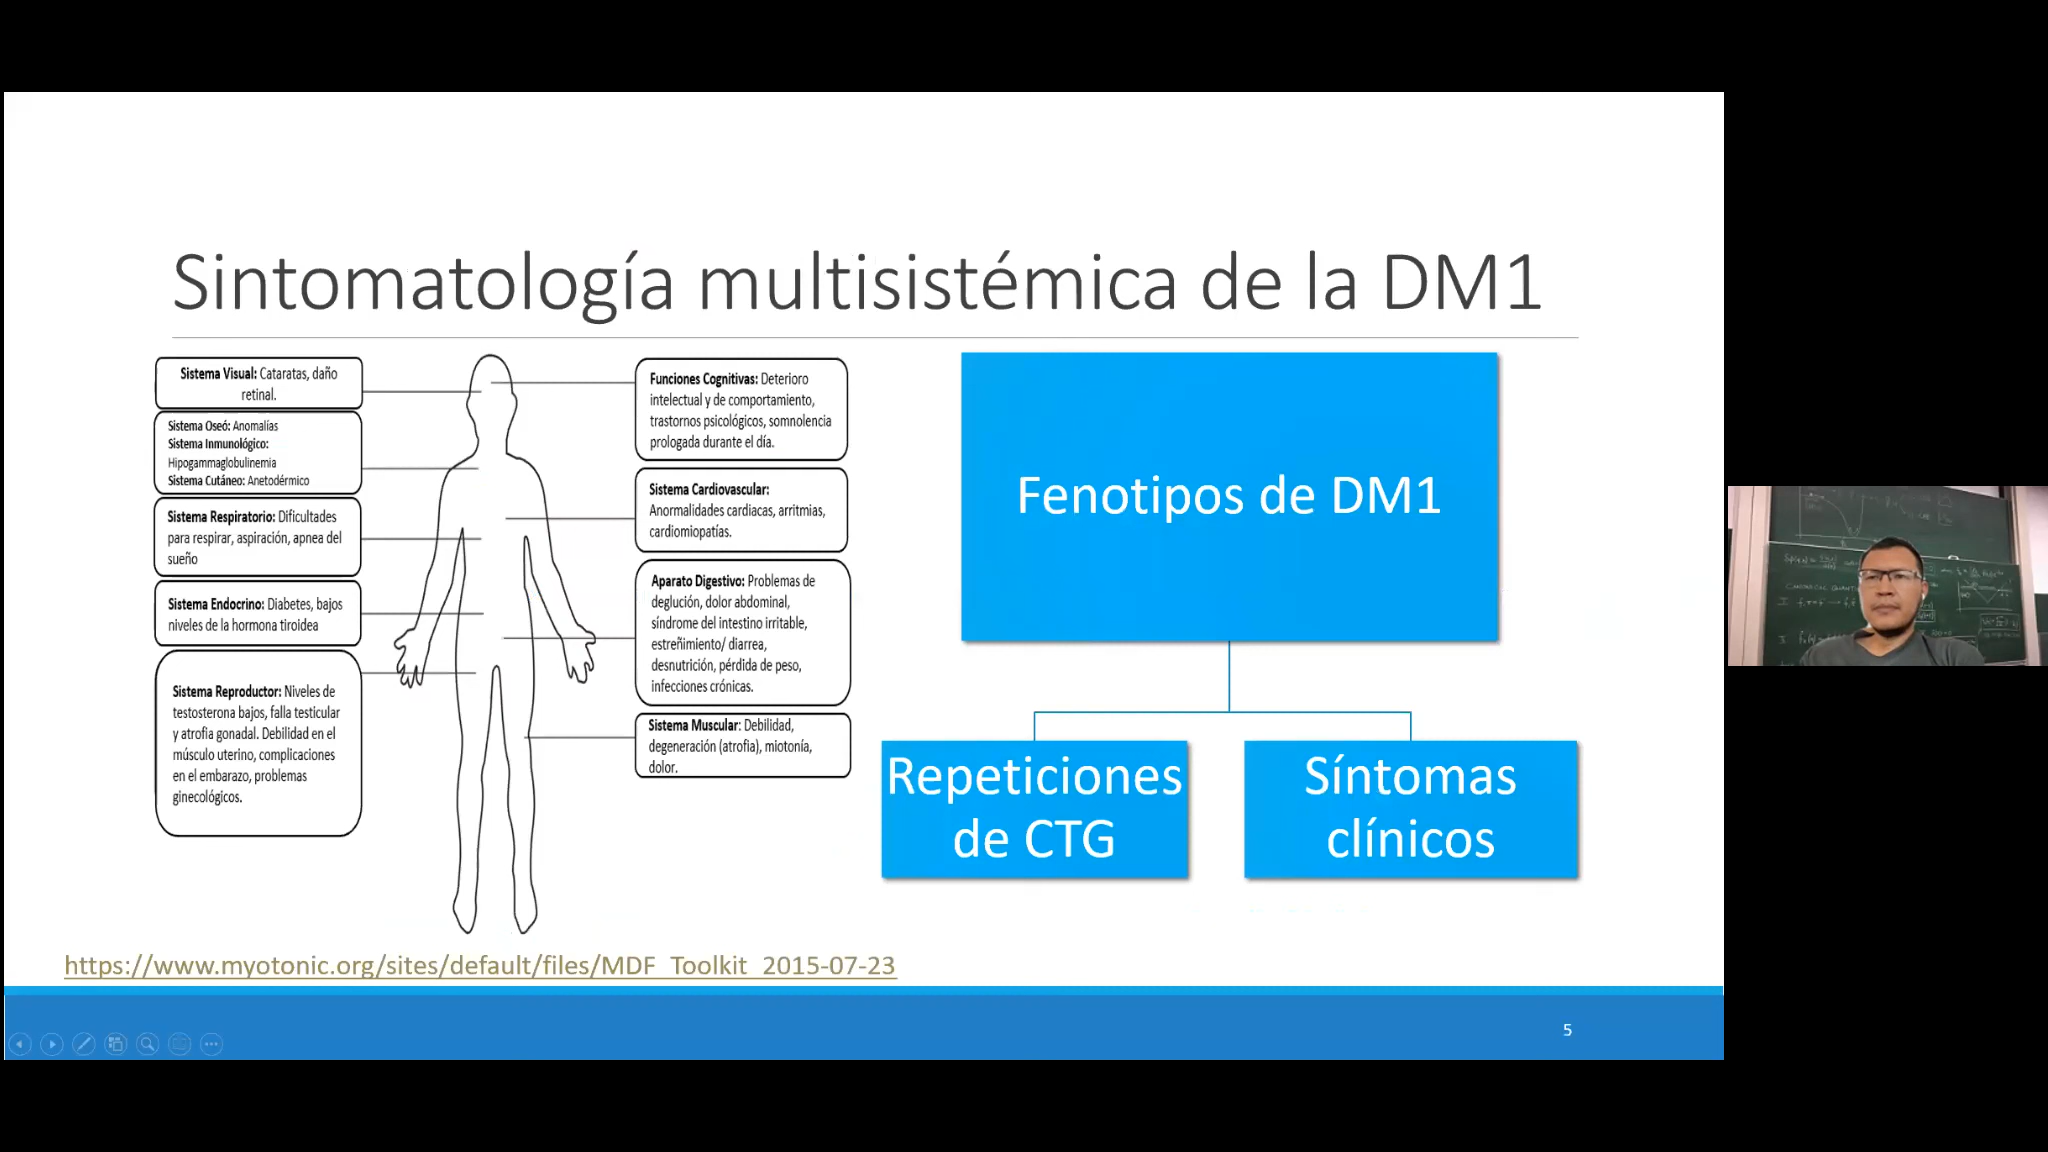 Sintomatología multisistémica de la DM1
Sistema Visual: Cataratas, daño
retinal.
Sistema Oseó: Anomalías
Sistema Inmunológico:
Hipogammaglobulinemia
Sistema Cutáneo: Anetodérmico
Sistema Respiratorio: Dificultades
para respirar, aspiración, apnea del
sueño
Sistema Endocrino: Diabetes, bajos
niveles de la hormona tiroidea
Sistema Reproductor: Niveles de
testosterona bajos, falla testicular
y atrofia gonadal. Debilidad en el
músculo uterino, complicaciones
en el embarazo, problemas
ginecológicos.
Funciones Cognitivas: Deterioro
intelectual y de comportamiento,
trastornos psicológicos, somnolencia
prologada durante el día.
Sistema Cardiovascular:
Anormalidades cardiacas, arritmias,
cardiomiopatías.
Aparato Digestivo: Problemas de
deglución, dolor abdominal,
síndrome del intestino irritable,
estreñimiento/ diarrea,
desnutrición, pérdida de peso,
infecciones crónicas.
Sistema Muscular: Debilidad,
degeneración (atrofia), miotonía,
dolor.
Fenotipos de DM1
Repeticiones
de CTG
Síntomas
clínicos
https://www.myotonic.org/sites/default/files/MDF_Toolkit_2015-07-23
5